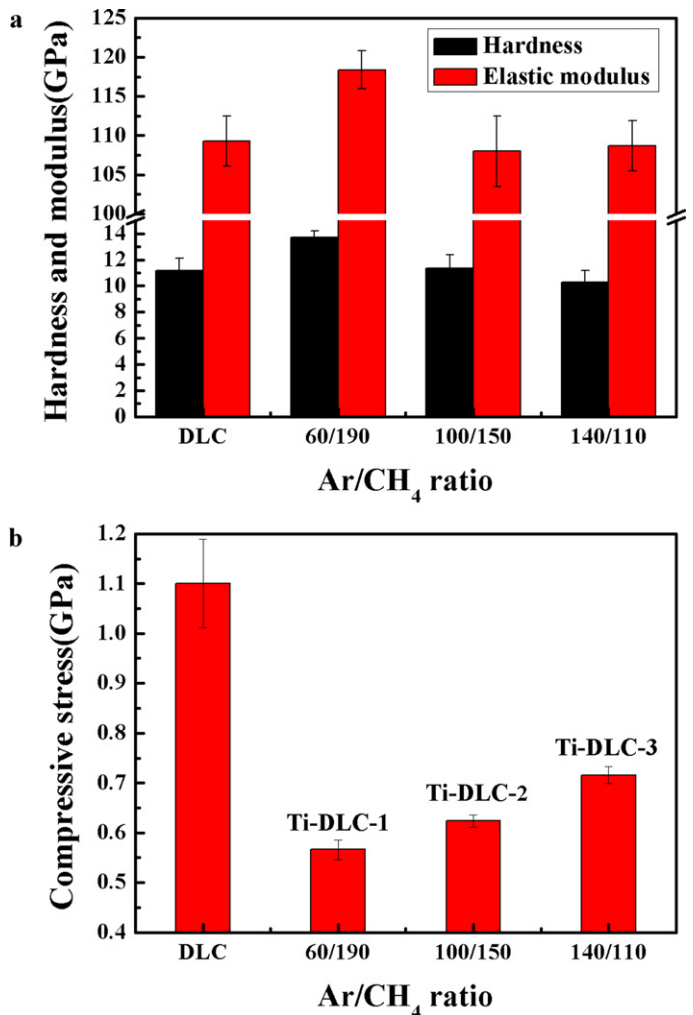 a
Hardness and modulus(GPa)
125
120
115
110
105
100
14
12
10
8
6
4
2
0
Hardness
Elastic modulus
DLC 60/190 100/150 140/110
Ar/CH₄ ratio
b
Compressive stress(GPa)
1.2
1.1
1.0
0.9
0.8
0.7
0.6
0.5
0.4
Ti-DLC-1
Ti-DLC-2
Ti-DLC-3
DLC 60/190 100/150 140/110
Ar/CH₄ ratio